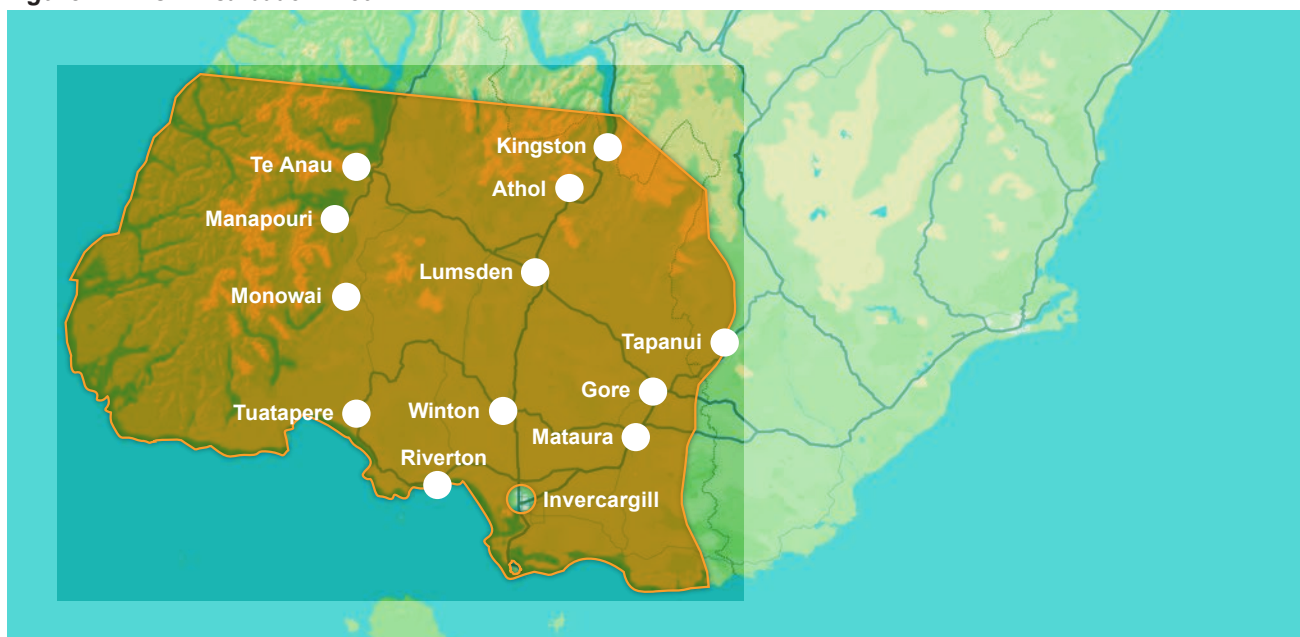 Kingston
Te Anau
Athol
Manapouri
Lumsden
Monowai
Tapanui
Gore
Tuatapere
Winton
Mataura
Riverton
Invercargill